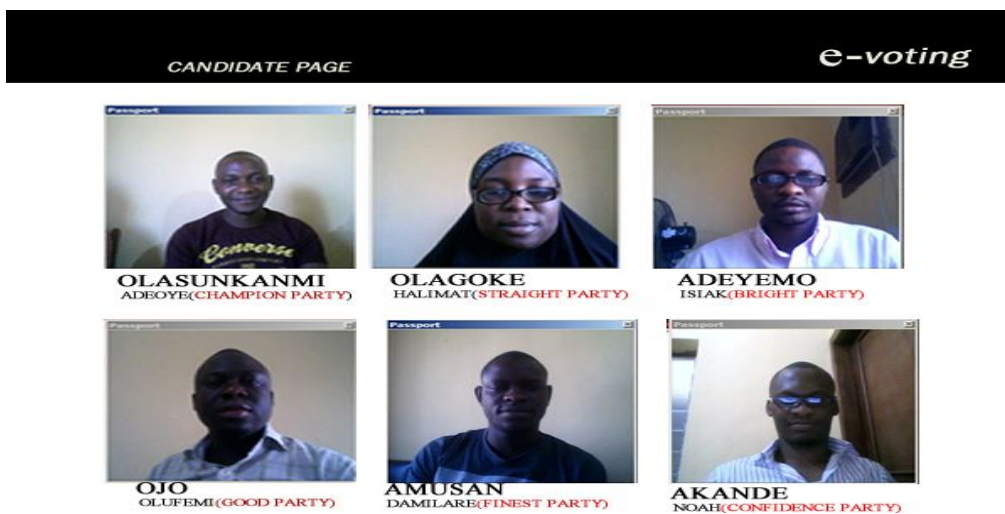 e-voting
CANDIDATE PAGE
Passport
Passport
Passport
Converse
OLASUNKANMI
ADEOYE(CHAMPION PARTY)
OLAGOKE
HALIMAT(STRAIGHT PARTY)
ADEYEMO
ISIAK(BRIGHT PARTY)
Passport
Passport
Passport
OJO
OLUFEMI(GOOD PARTY)
AMUSAN
DAMILARE(FINEST PARTY)
AKANDE
NOAH(CONFIDENCE PARTY)